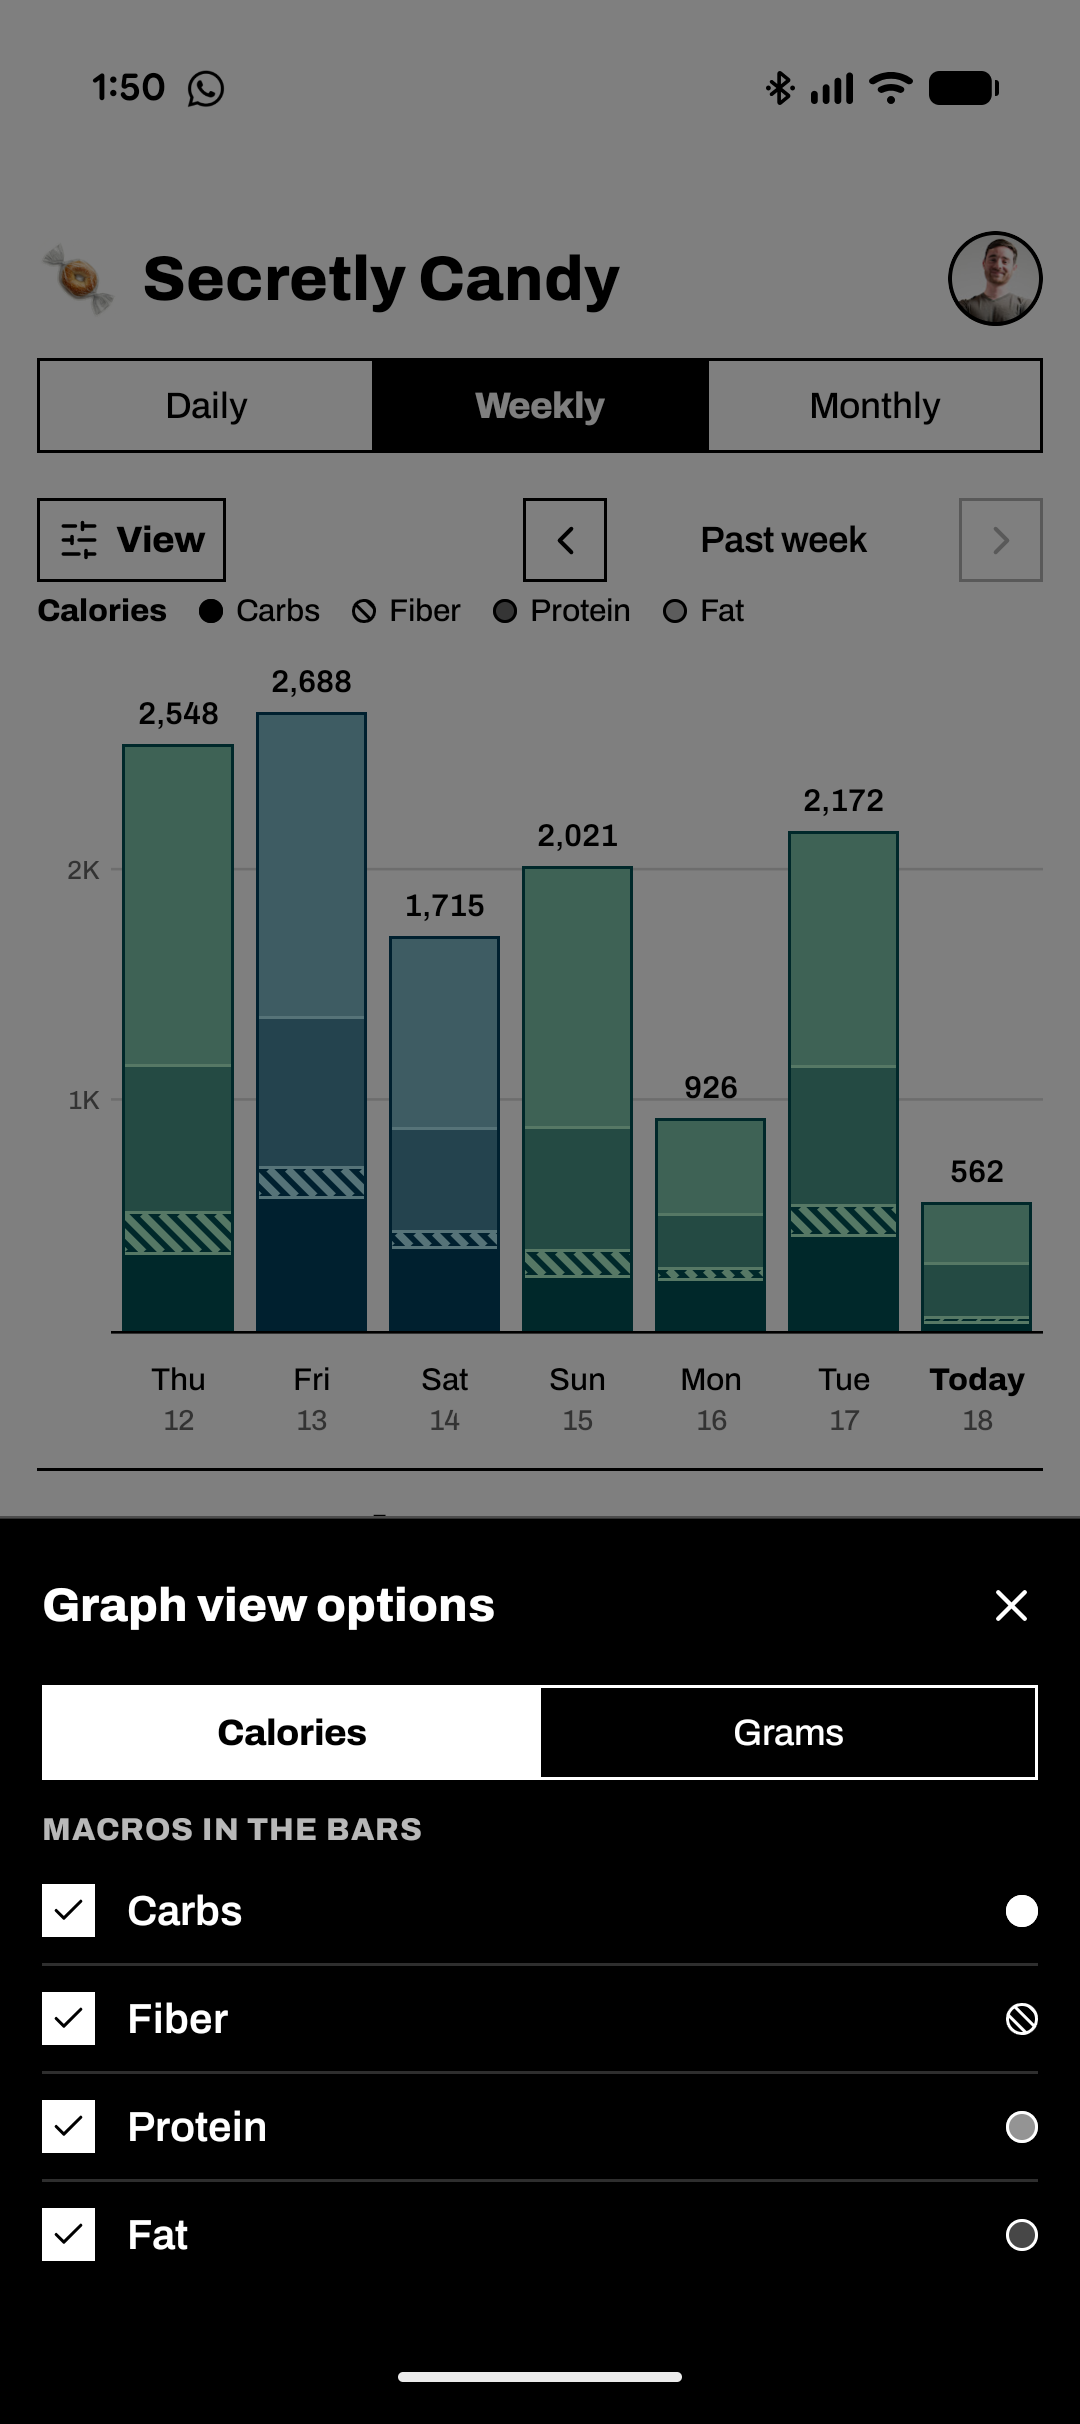 1:50
Secretly Candy
Daily Weekly Monthly
View Past week
Calories Carbs Fiber Protein Fat
2,688
2,548
2,172
2,021
2K
1,715
1K
926
562
Thu Fri Sat Sun Mon Tue Today
12 13 14 15 16 17 18
Graph view options
Calories Grams
MACROS IN THE BARS
Carbs
Fiber
Protein
Fat